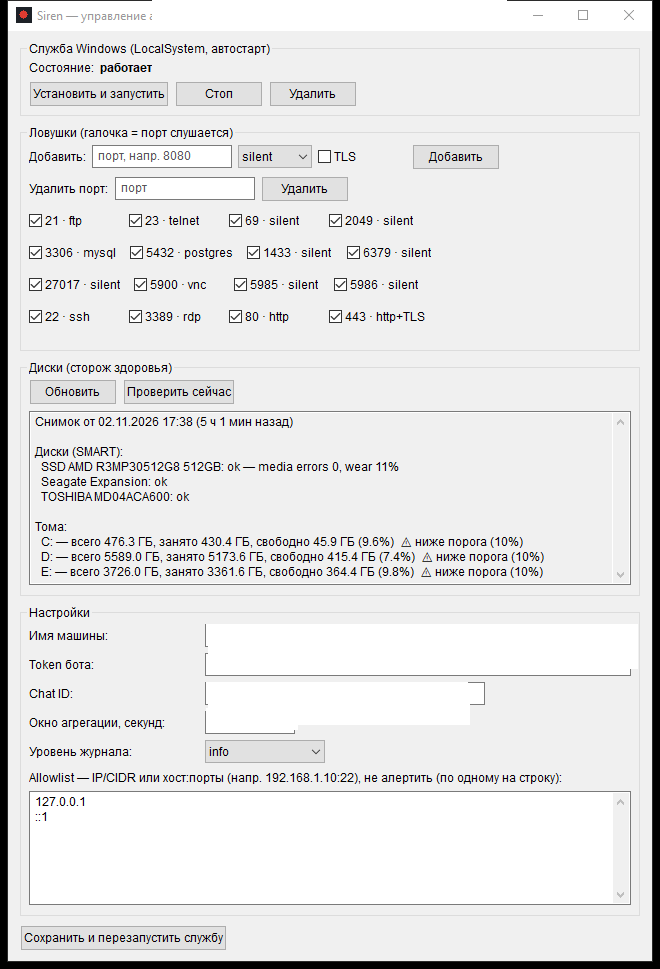 Siren — управление
Служба Windows (LocalSystem, автостарт)
Состояние: работает
Установить и запустить Стоп Удалить
Ловушки (галочка = порт слушается)
Добавить: порт, напр. 8080 silent TLS Добавить
Удалить порт: порт Удалить
21 · ftp 23 · telnet 69 · silent 2049 · silent
3306 · mysql 5432 · postgres 1433 · silent 6379 · silent
27017 · silent 5900 · vnc 5985 · silent 5986 · silent
22 · ssh 3389 · rdp 80 · http 443 · http+TLS
Диски (сторож здоровья)
Обновить Проверить сейчас
Снимок от 02.11.2026 17:38 (5 ч 1 мин назад)
Диски (SMART):
SSD AMD R3MP30512G8 512GB: ok — media errors 0, wear 11%
Seagate Expansion: ok
TOSHIBA MD04ACA600: ok
Тома:
C: — всего 476.3 ГБ, занято 430.4 ГБ, свободно 45.9 ГБ (9.6%) ⚠ ниже порога (10%)
D: — всего 5589.0 ГБ, занято 5173.6 ГБ, свободно 415.4 ГБ (7.4%) ⚠ ниже порога (10%)
E: — всего 3726.0 ГБ, занято 3361.6 ГБ, свободно 364.4 ГБ (9.8%) ⚠ ниже порога (10%)
Настройки
Имя машины:
Token бота:
Chat ID:
Окно агрегации, секунд:
Уровень журнала: info
Allowlist — IP/CIDR или хост:порты (напр. 192.168.1.10:22), не алертить (по одному на строку):
127.0.0.1
::1
Сохранить и перезапустить службу